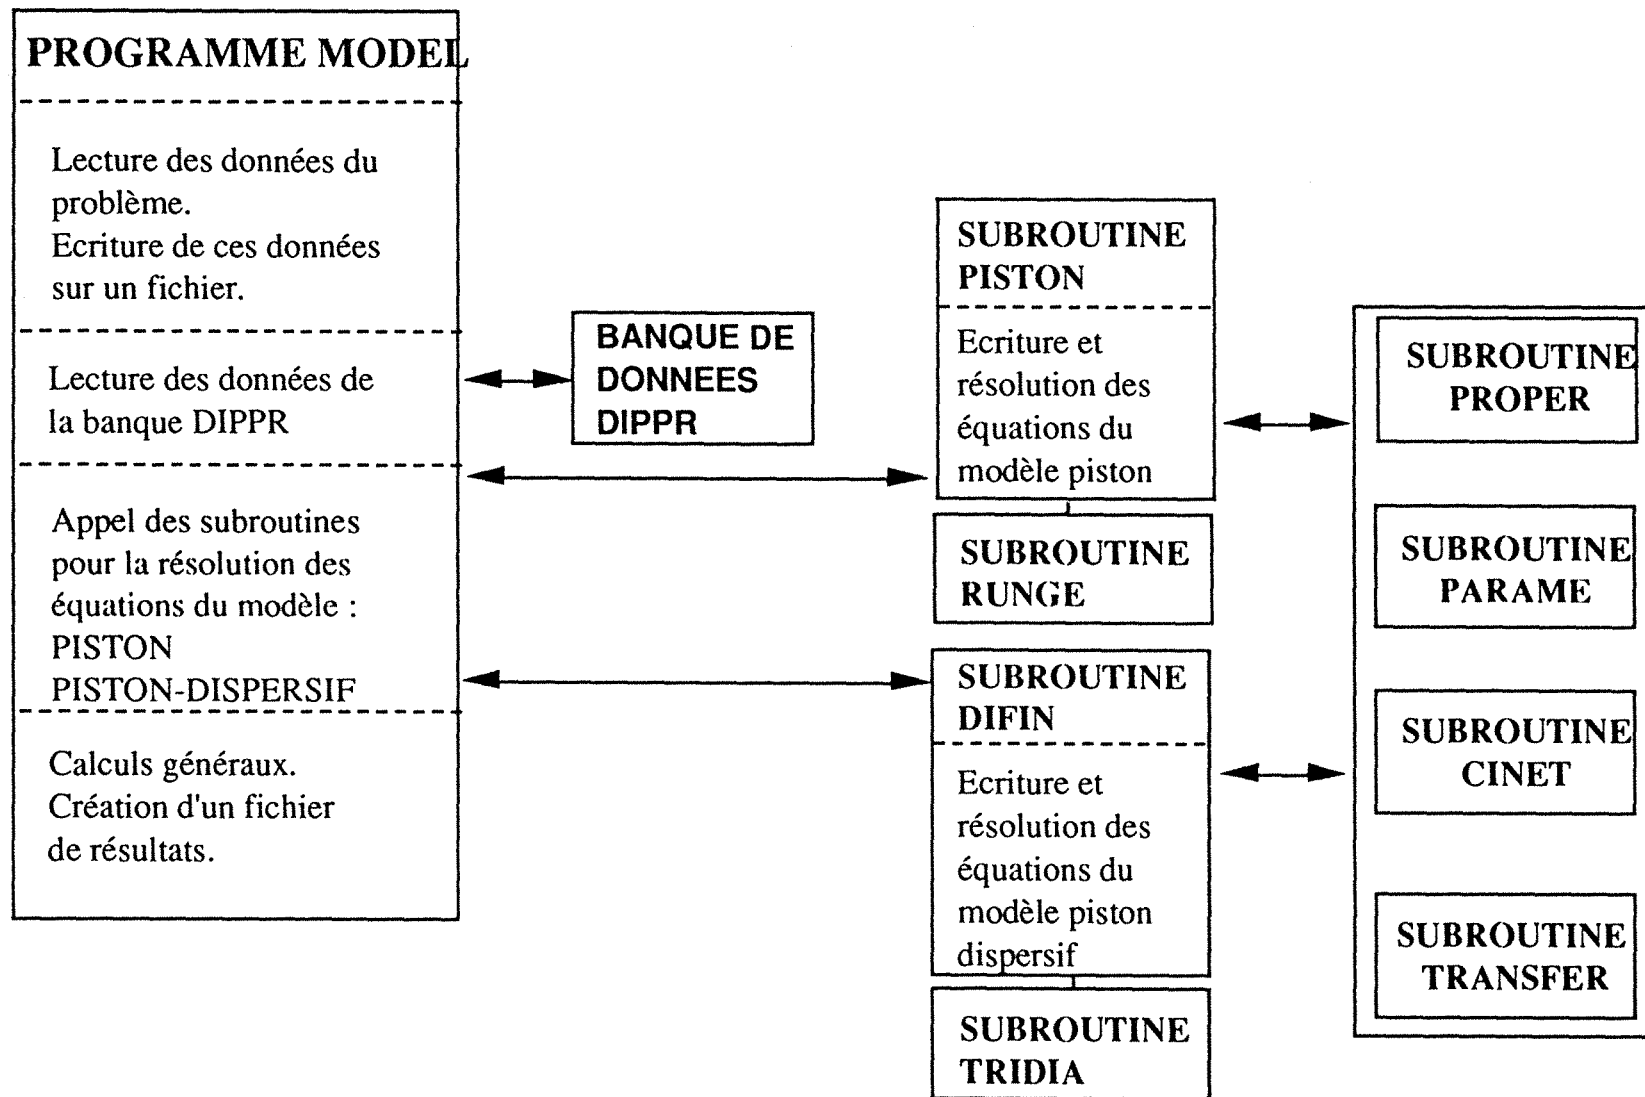 PROGRAMME MODEL
Lecture des données du
problème.
Ecriture de ces données
sur un fichier.
Lecture des données de
la banque DIPPR
Appel des subroutines
pour la résolution des
équations du modèle :
PISTON
PISTON-DISPERSIF
Calculs généraux.
Création d'un fichier
de résultats.
BANQUE DE
DONNEES
DIPPR
SUBROUTINE
PISTON
Ecriture et
résolution des
équations du
modèle piston
SUBROUTINE
RUNGE
SUBROUTINE
DIFIN
Ecriture et
résolution des
équations du
modèle piston
dispersif
SUBROUTINE
TRIDIA
SUBROUTINE
PROPER
SUBROUTINE
PARAME
SUBROUTINE
CINET
SUBROUTINE
TRANSFER